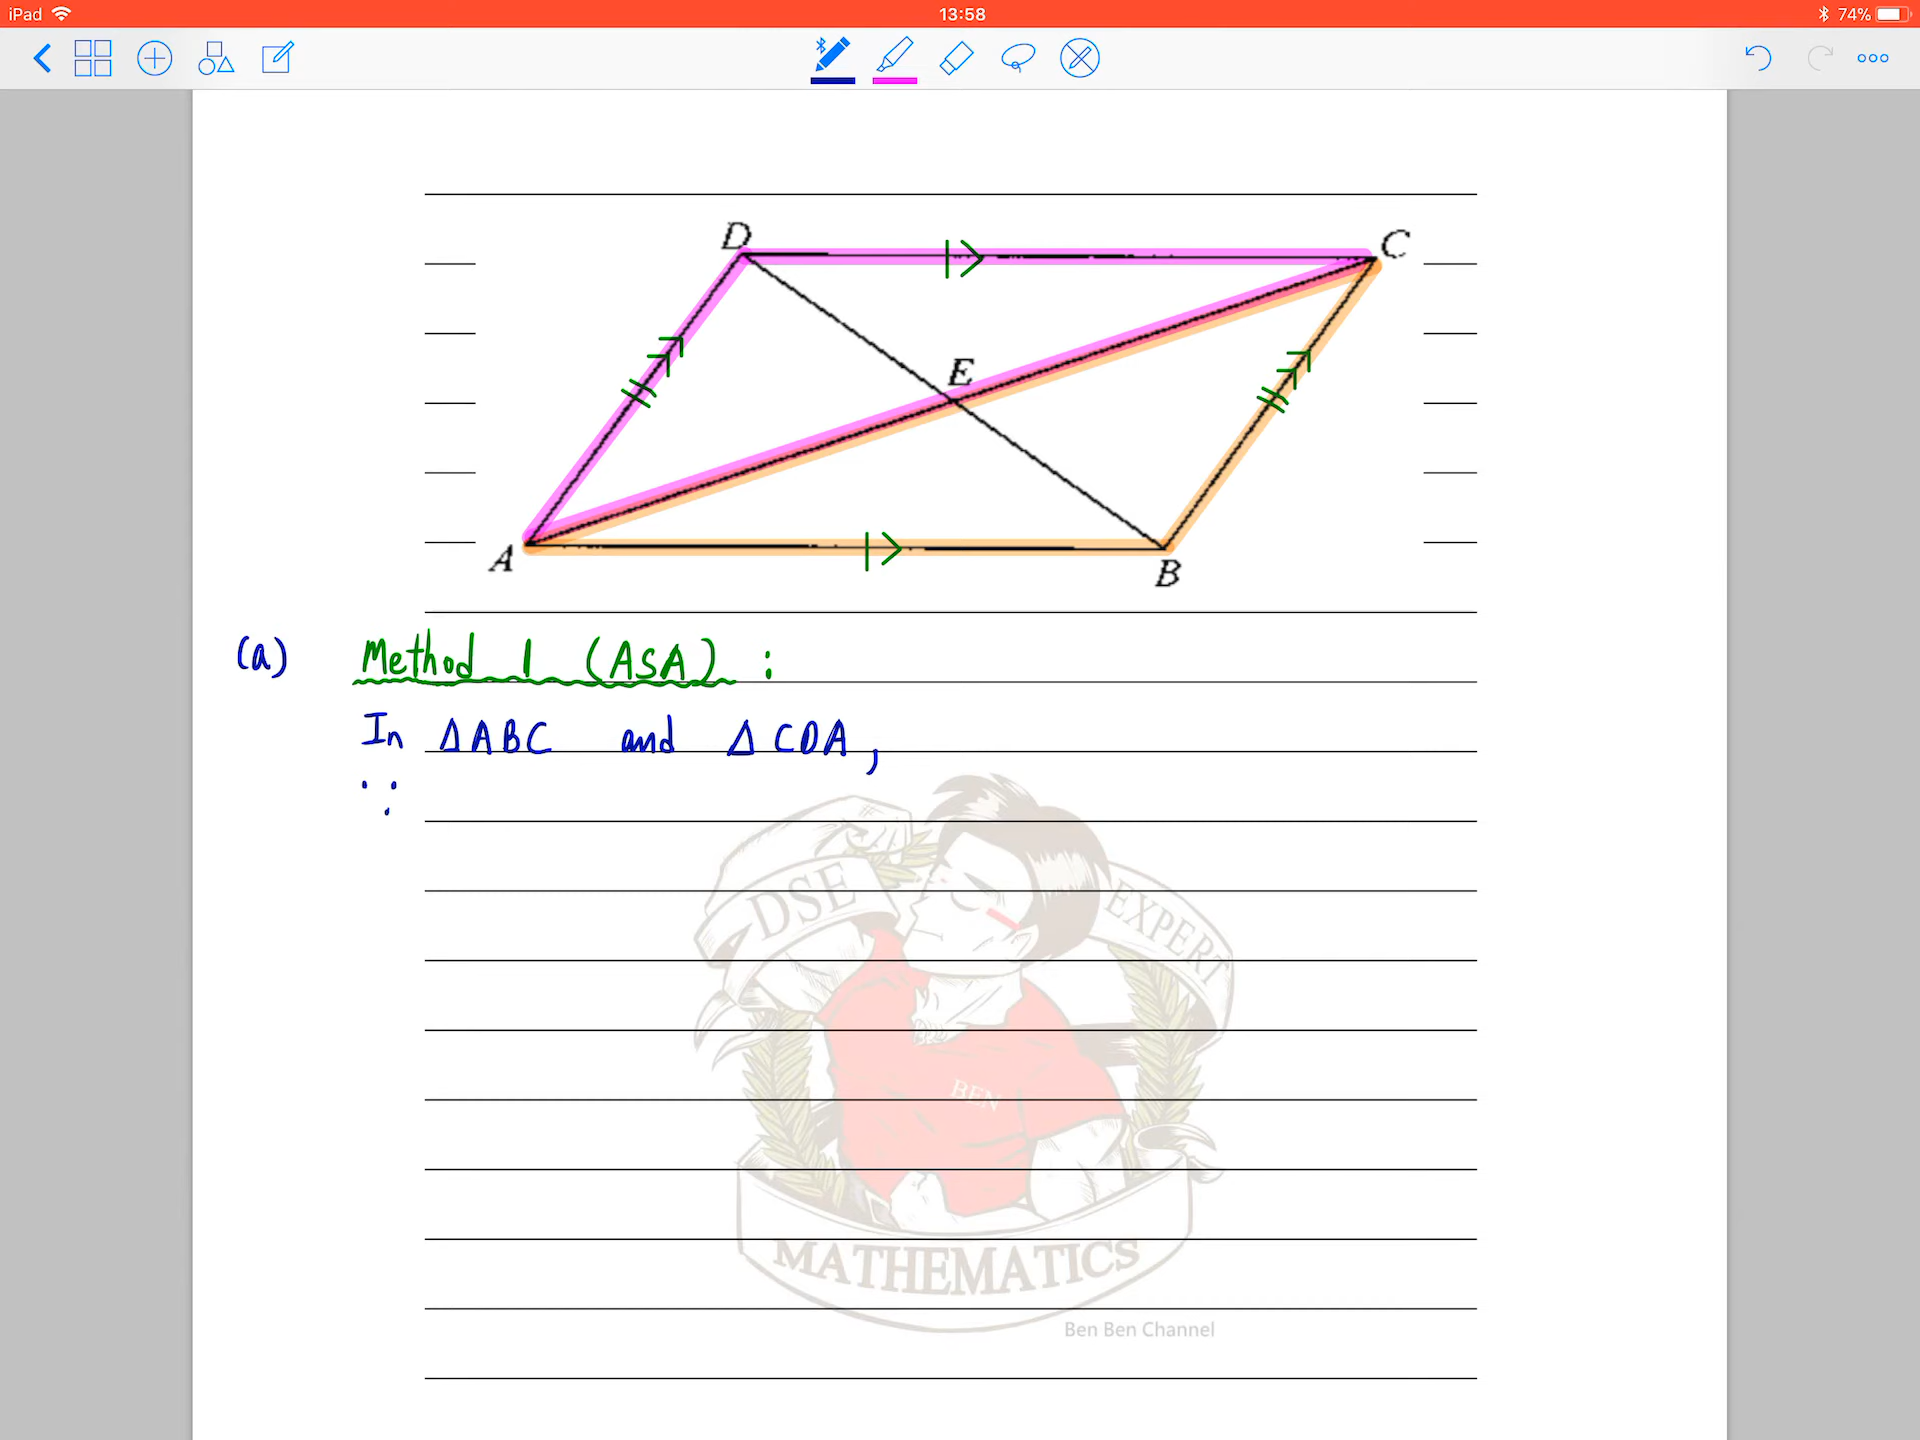 iPad 13:58 74%
D C
E
A B
(a) Method 1 (ASA) :
In ΔABC and ΔCDA,
∵
DSE EXPERT
BEN
MATHEMATICS
Ben Ben Channel